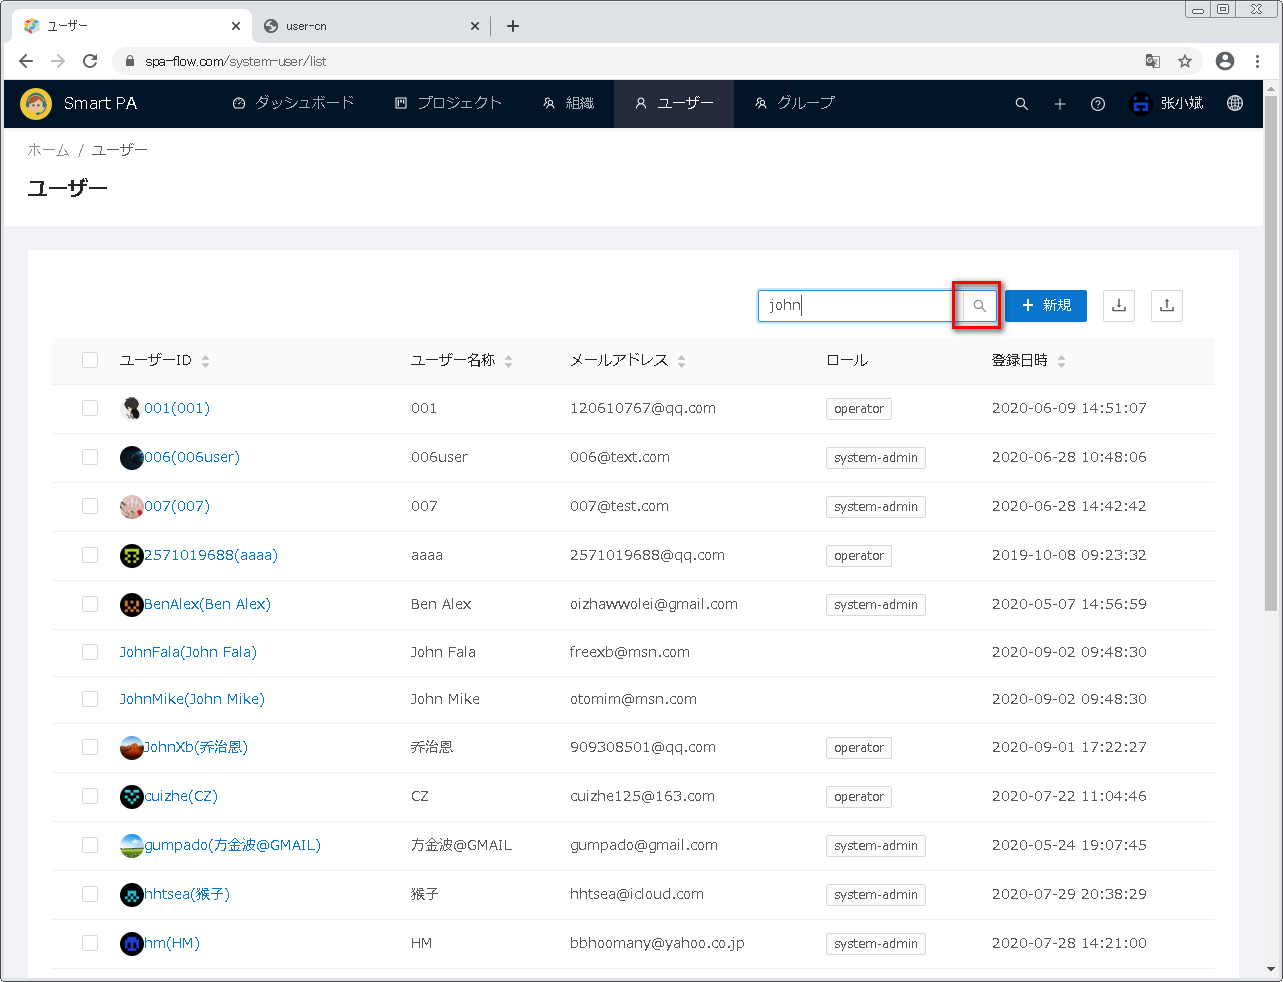 ユーザー
user-cn
spa-flow.com/system-user/list
Smart PA ダッシュボード プロジェクト 組織 ユーザー グループ 张小斌
ホーム / ユーザー
ユーザー
john + 新規
ユーザーID ユーザー名称 メールアドレス ロール 登録日時
001(001) 001 120610767@qq.com operator 2020-06-09 14:51:07
006(006user) 006user 006@text.com system-admin 2020-06-28 10:48:06
007(007) 007 007@test.com system-admin 2020-06-28 14:42:42
2571019688(aaaa) aaaa 2571019688@qq.com operator 2019-10-08 09:23:32
BenAlex(Ben Alex) Ben Alex oizhawwolei@gmail.com system-admin 2020-05-07 14:56:59
JohnFala(John Fala) John Fala freexb@msn.com 2020-09-02 09:48:30
JohnMike(John Mike) John Mike otomim@msn.com 2020-09-02 09:48:30
JohnXb(乔治恩) 乔治恩 909308501@qq.com operator 2020-09-01 17:22:27
cuizhe(CZ) CZ cuizhe125@163.com operator 2020-07-22 11:04:46
gumpado(方金波@GMAIL) 方金波@GMAIL gumpado@gmail.com system-admin 2020-05-24 19:07:45
hhtsea(猴子) 猴子 hhtsea@icloud.com system-admin 2020-07-29 20:38:29
hm(HM) HM bbhoomany@yahoo.co.jp system-admin 2020-07-28 14:21:00